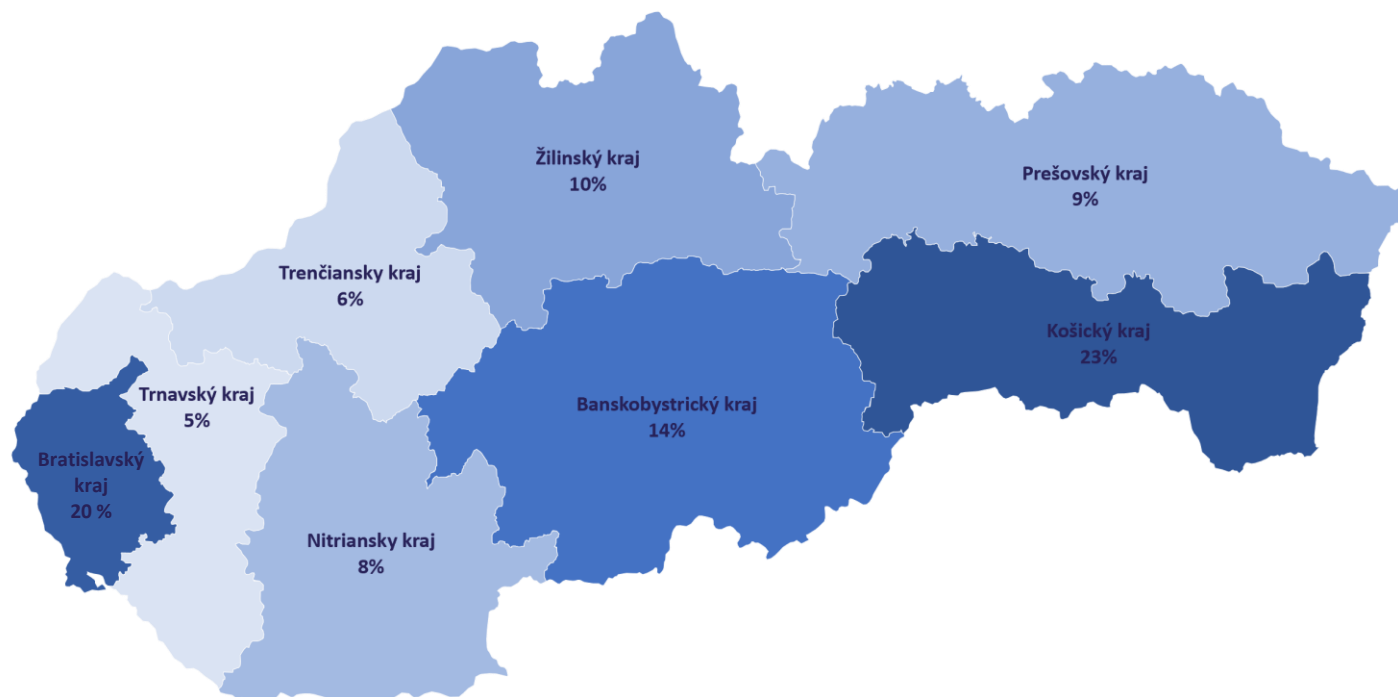 Žilinský kraj
10%
Prešovský kraj
9%
Trenčiansky kraj
6%
Košický kraj
23%
Trnavský kraj
5%
Banskobystrický kraj
14%
Bratislavský
kraj
20 %
Nitriansky kraj
8%